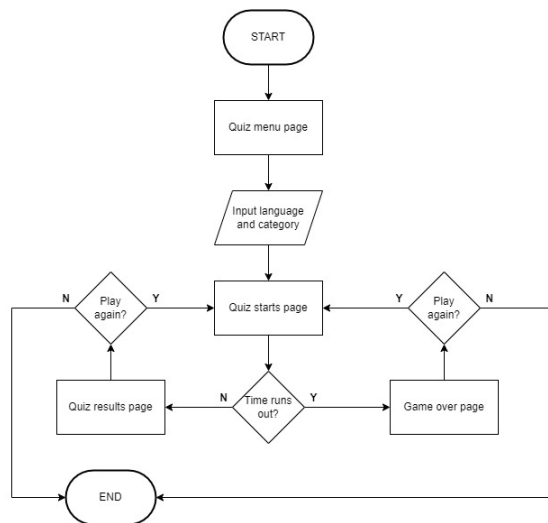 START
Quiz menu page
Input language
and category
N
Play
again?
Y
Quiz starts page
Y
Play
again?
N
Quiz results page
N
Time runs
out?
Y
Game over page
END